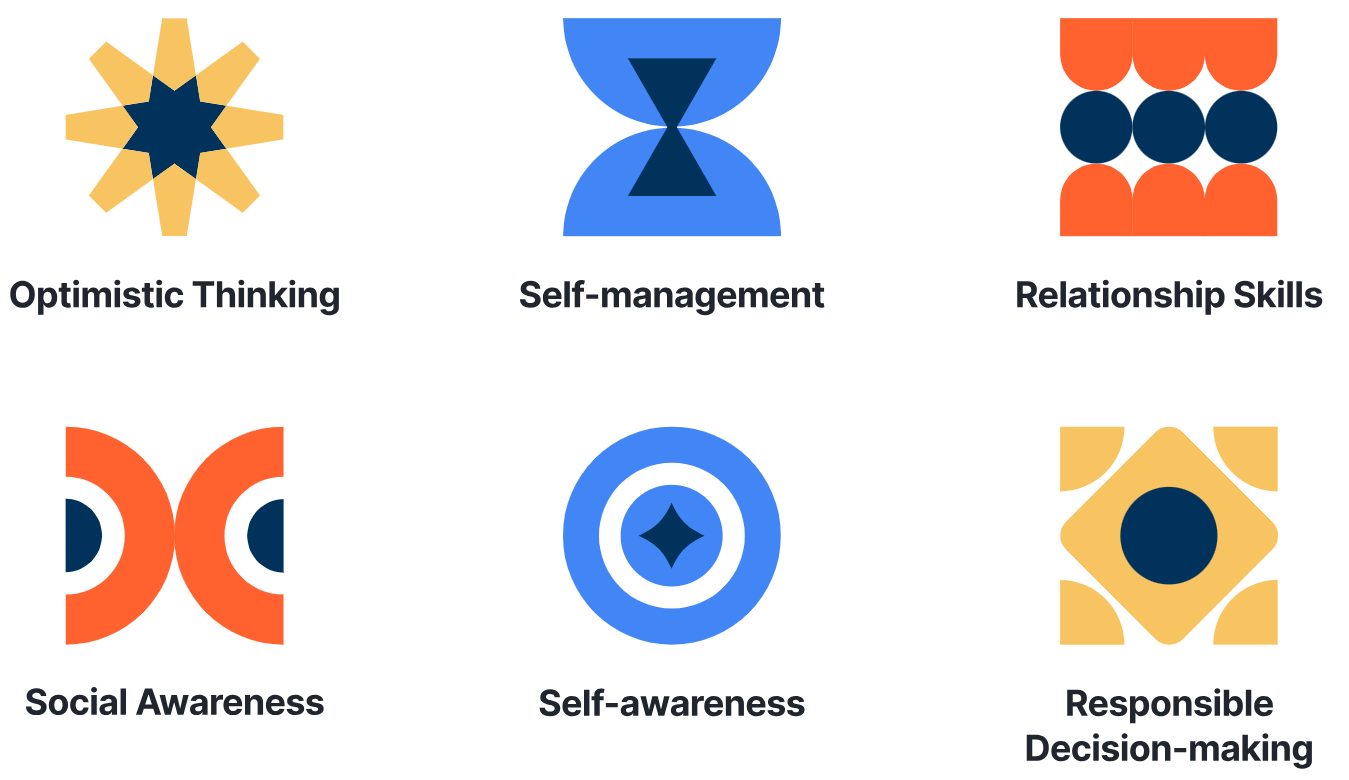 Optimistic Thinking
Self-management
Relationship Skills
Social Awareness
Self-awareness
Responsible
Decision-making